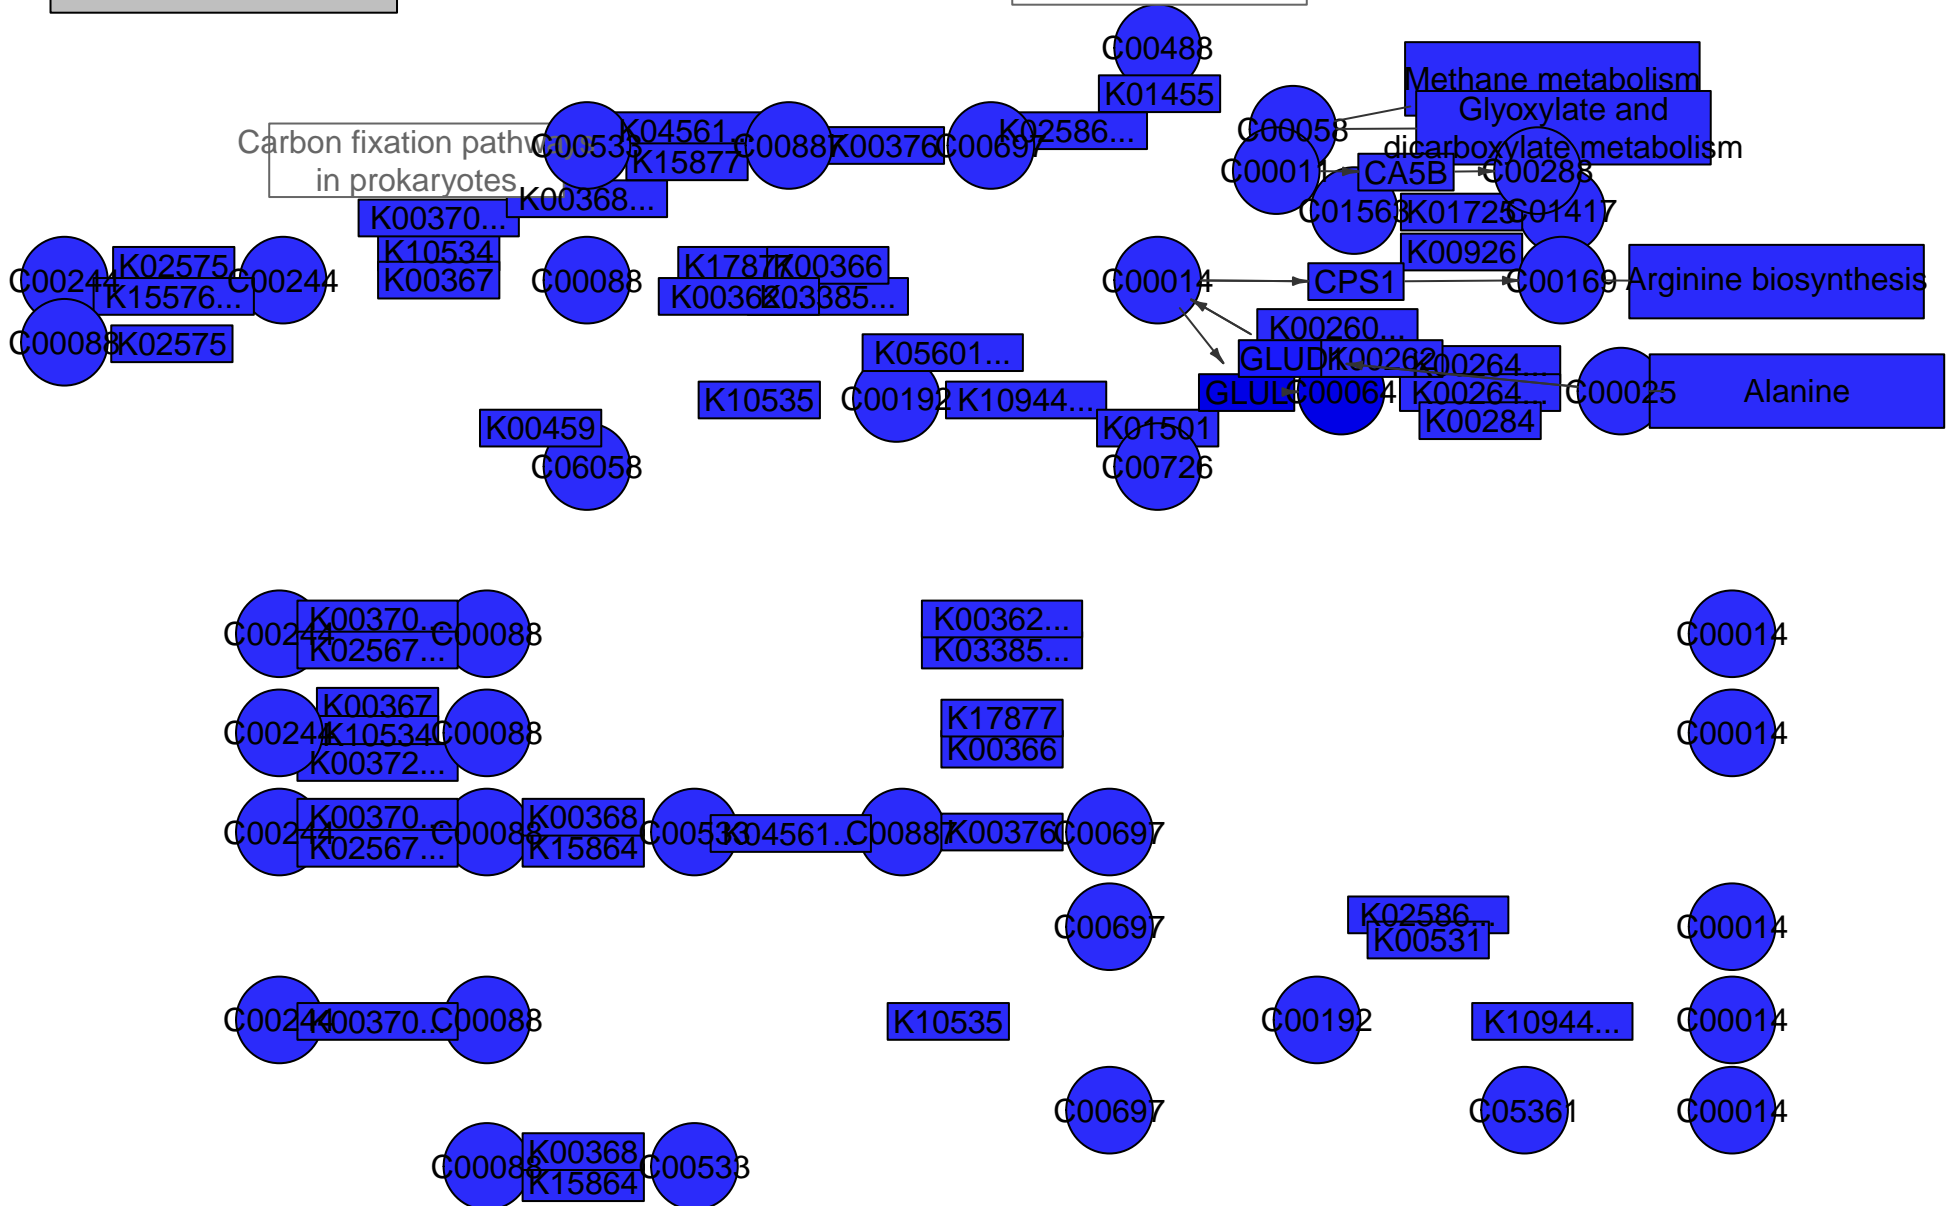 C00488
Methane metabolism
K01455
Glyoxylate and
dicarboxylate metabolism
C00058
Carbon fixation pathways
in prokaryotes
C00533
K04561...
K15877
C00887
K00376
C00697
K02586...
C00011
CA5B
C00288
K00368...
K00370...
C01563
K01725
C01417
K10534
K00367
K00926
C00244
K02575
K15576...
C00244
C00088
K17877
K00366
K00362...
K03385...
C00014
CPS1
C00169
Arginine biosynthesis
C00088
K02575
K05601...
K00260...
GLUD1
K00262
K00264...
K10535
C00192
K10944...
GLUL
C00064
K00264...
C00025
Alanine
K00284
K00459
K01501
C06058
C00726
C00244
K00370...
K02567...
C00088
K00362...
K03385...
C00014
K00367
C00244
K10534
C00088
K00372...
K17877
K00366
C00014
C00244
K00370...
K02567...
C00088
K00368
K15864
C00533
K04561...
C00887
K00376
C00697
C00697
K02586...
K00531
C00014
C00244
K00370...
C00088
K10535
C00192
K10944...
C00014
C00697
C05361
C00014
C00088
K00368
K15864
C00533